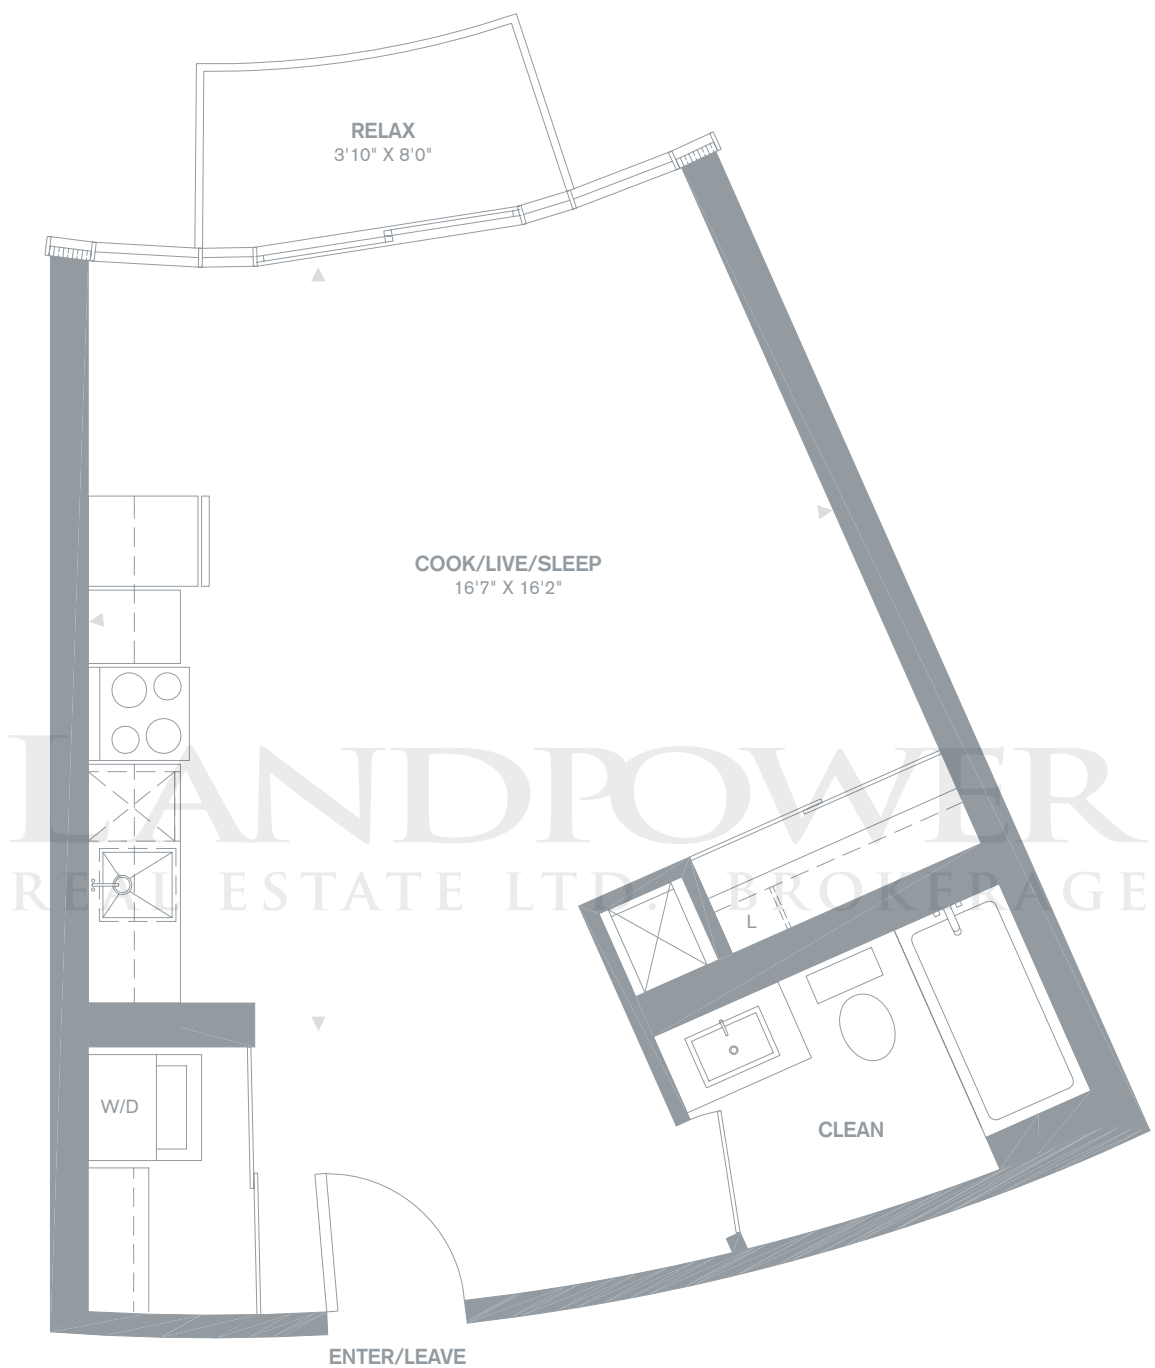 RELAX
3'10" X 8'0"
COOK/LIVE/SLEEP
16'7" X 16'2"
LANDPOWER
REAL ESTATE LTD. BROKERAGE
L
W/D
CLEAN
ENTER/LEAVE